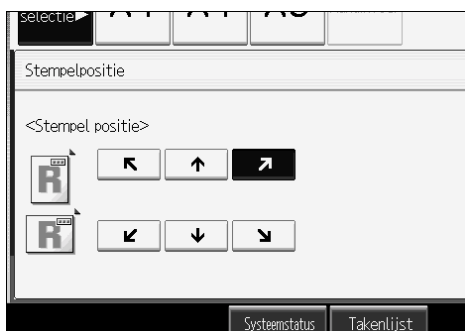 selectie
Stempelpositie
<Stempel positie>
R
R
Systeemstatus Takenlijst